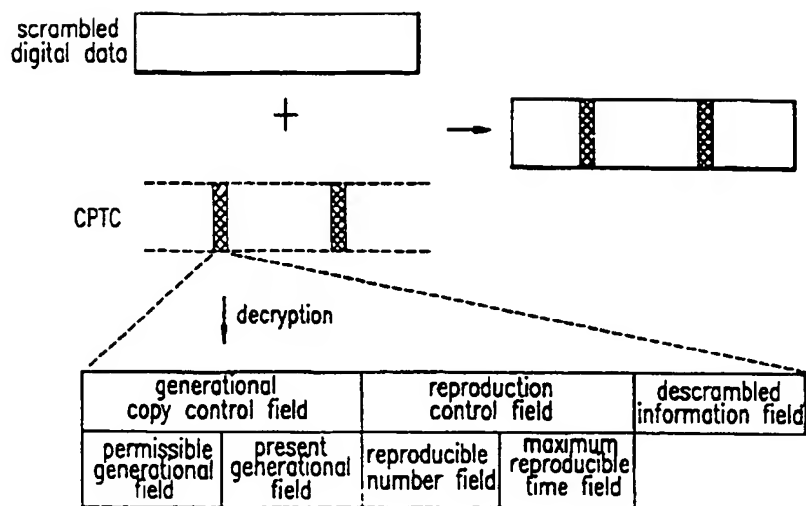 scrambled
digital data
+
CPTC
decryption
generational
copy control field
reproduction
control field
descrambled
information field
permissible
generational
field
present
generational
field
reproducible
number field
maximum
reproducible
time field